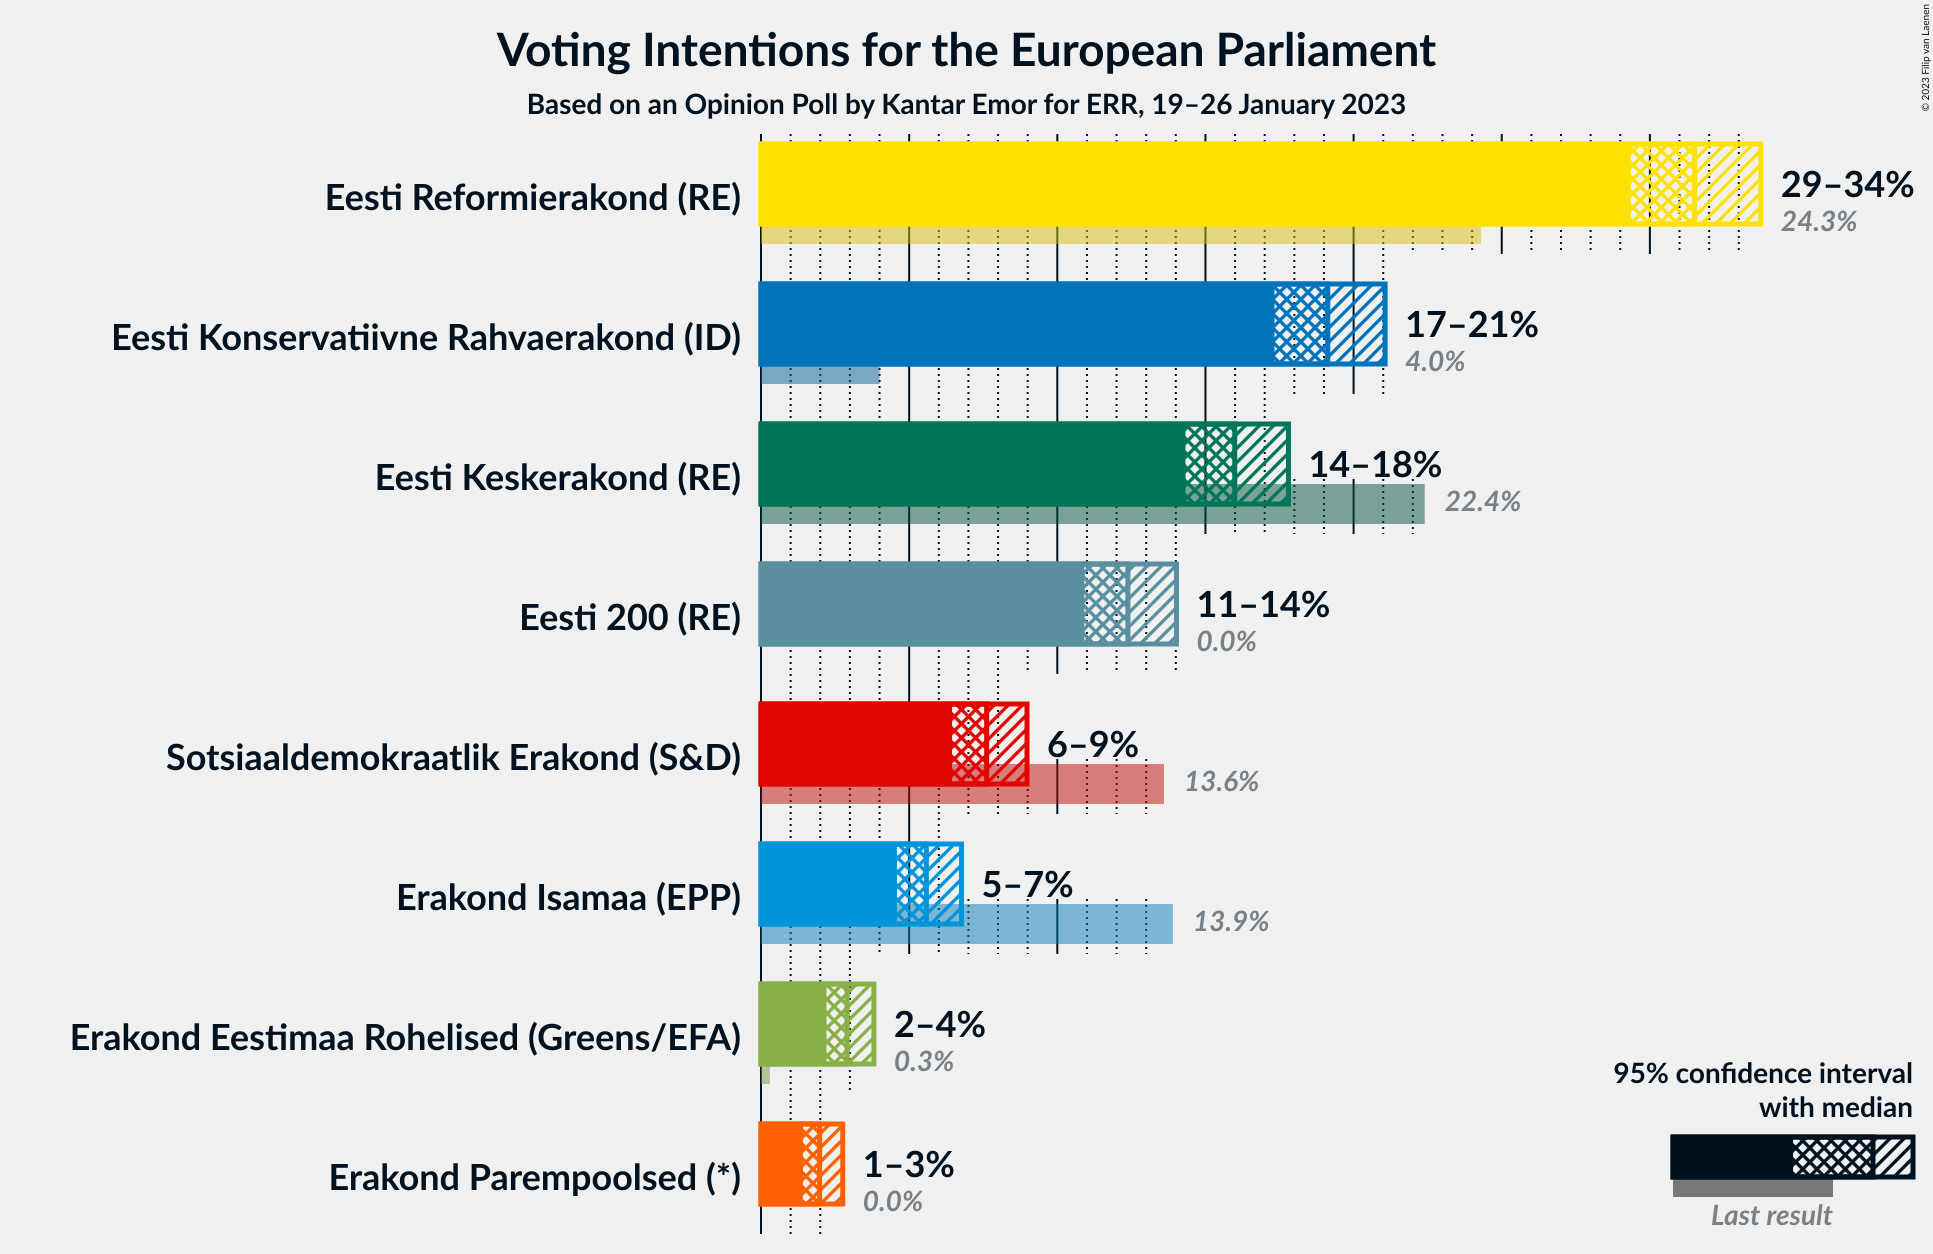 Voting Intentions for the European Parliament
Based on an Opinion Poll by Kantar Emor for ERR, 19–26 January 2023
© 2023 Filip van Laenen
Eesti Reformierakond (RE)
29–34%
24.3%
Eesti Konservatiivne Rahvaerakond (ID)
17–21%
4.0%
Eesti Keskerakond (RE)
14–18%
22.4%
Eesti 200 (RE)
11–14%
0.0%
Sotsiaaldemokraatlik Erakond (S&D)
6–9%
13.6%
Erakond Isamaa (EPP)
5–7%
13.9%
Erakond Eestimaa Rohelised (Greens/EFA)
2–4%
0.3%
Erakond Parempoolsed (*)
1–3%
0.0%
95% confidence interval
with median
Last result